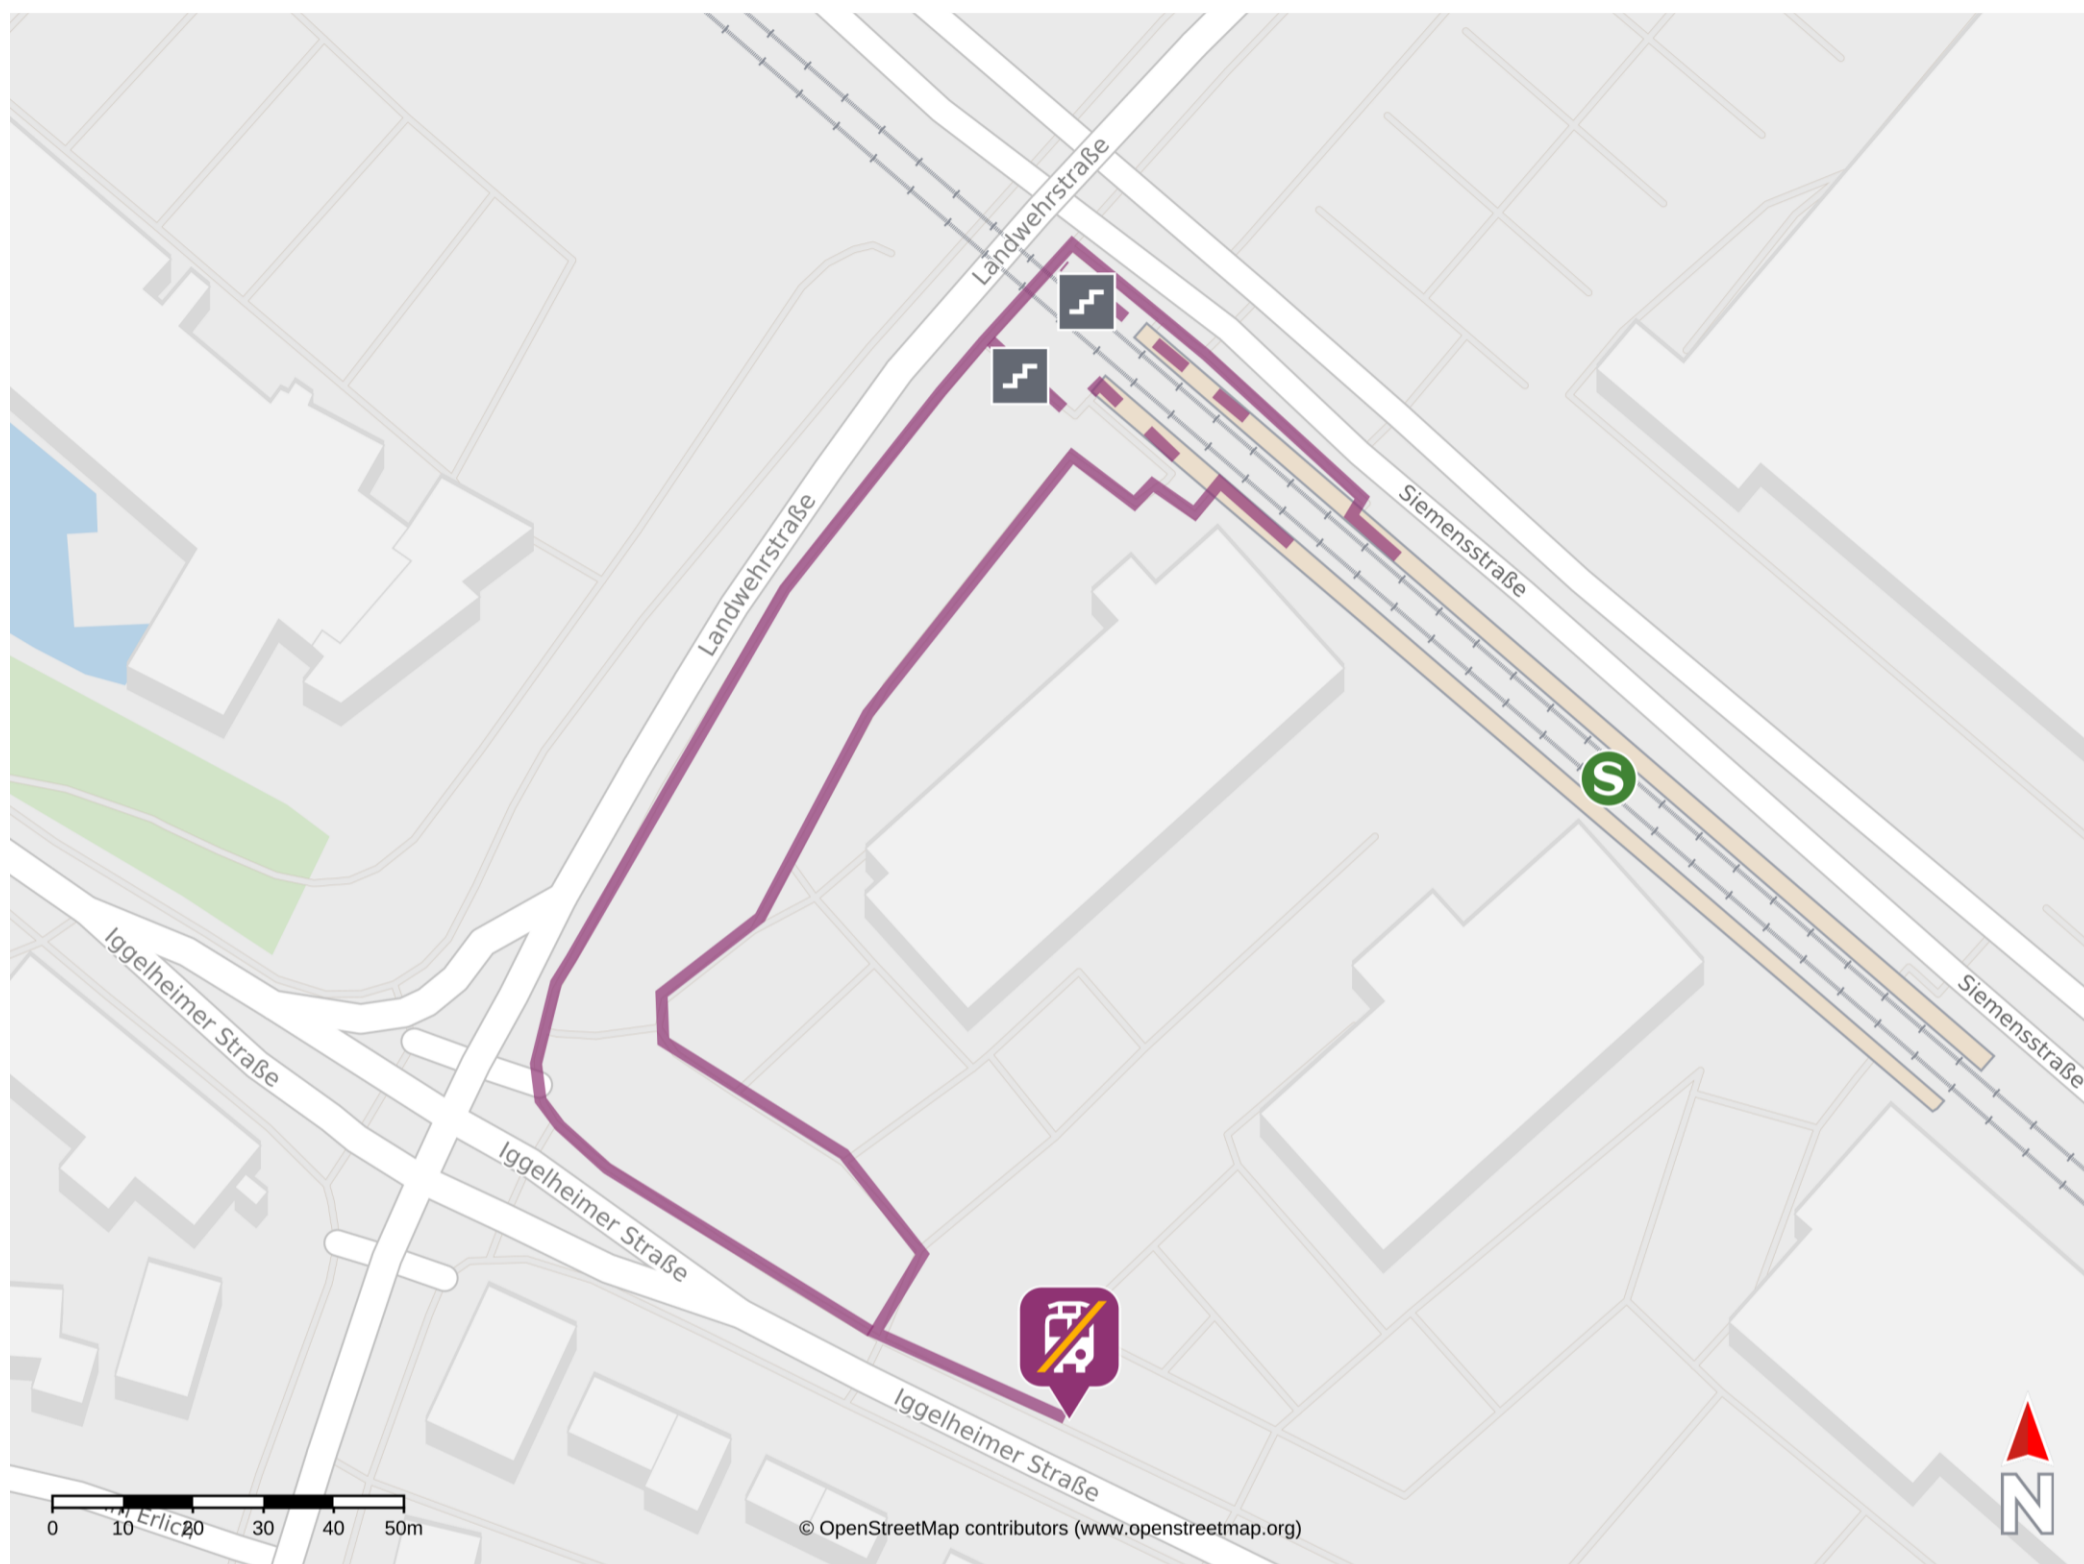 Landwehrstraße
Landwehrstraße
Siemensstraße
S
Iggelheimer Straße
Siemensstraße
Iggelheimer Straße
Iggelheimer Straße
Erlich
0 10 20 30 40 50m
© OpenStreetMap contributors (www.openstreetmap.org)
N